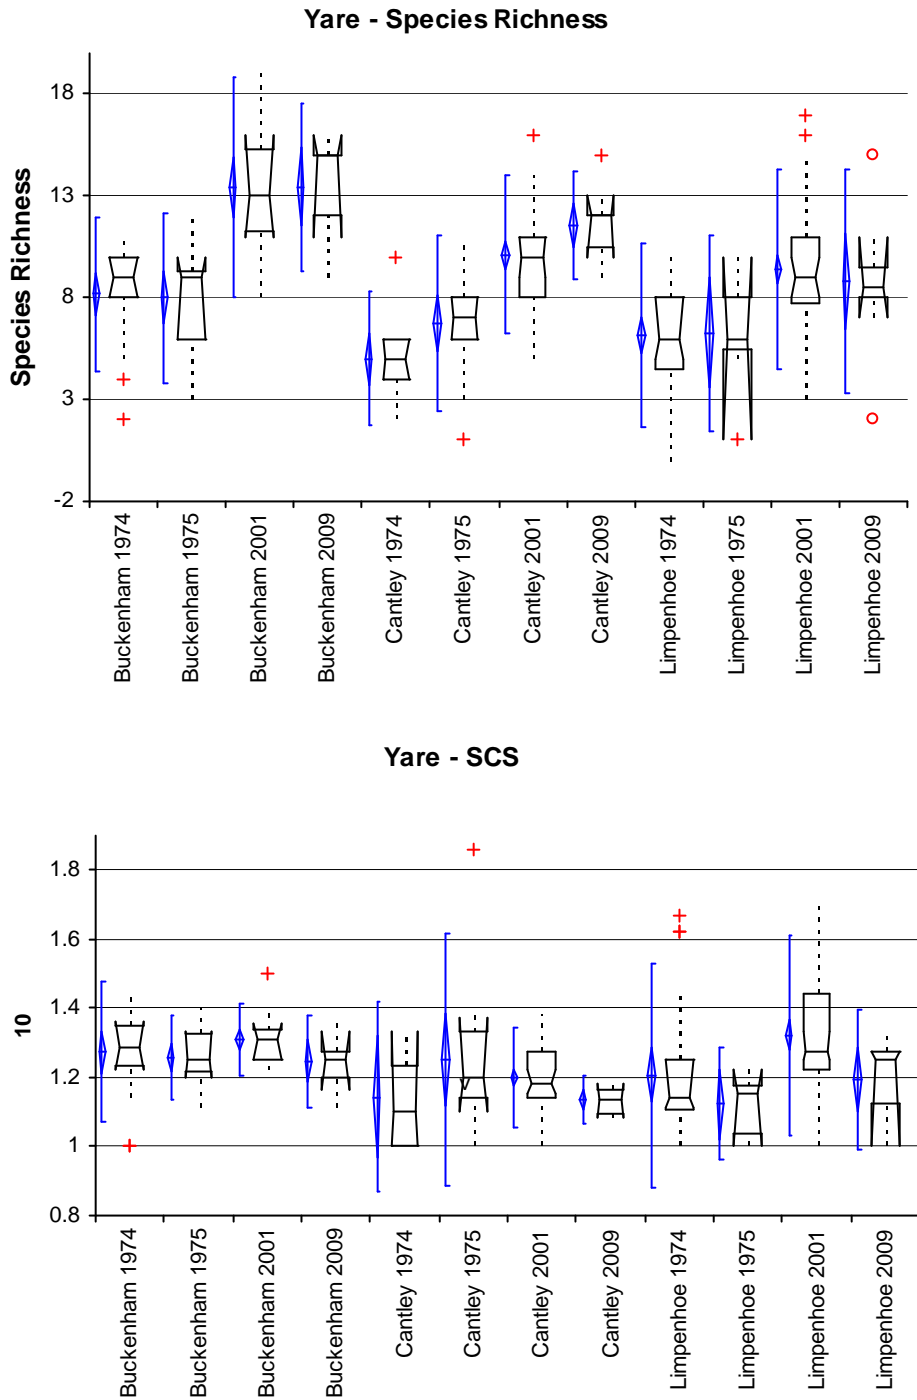 Yare - Species Richness
Species Richness
18
13
8
3
-2
Buckenham 1974
Buckenham 1975
Buckenham 2001
Buckenham 2009
Cantley 1974
Cantley 1975
Cantley 2001
Cantley 2009
Limpenhoe 1974
Limpenhoe 1975
Limpenhoe 2001
Limpenhoe 2009
Yare - SCS
10
1.8
1.6
1.4
1.2
1
0.8
Buckenham 1974
Buckenham 1975
Buckenham 2001
Buckenham 2009
Cantley 1974
Cantley 1975
Cantley 2001
Cantley 2009
Limpenhoe 1974
Limpenhoe 1975
Limpenhoe 2001
Limpenhoe 2009